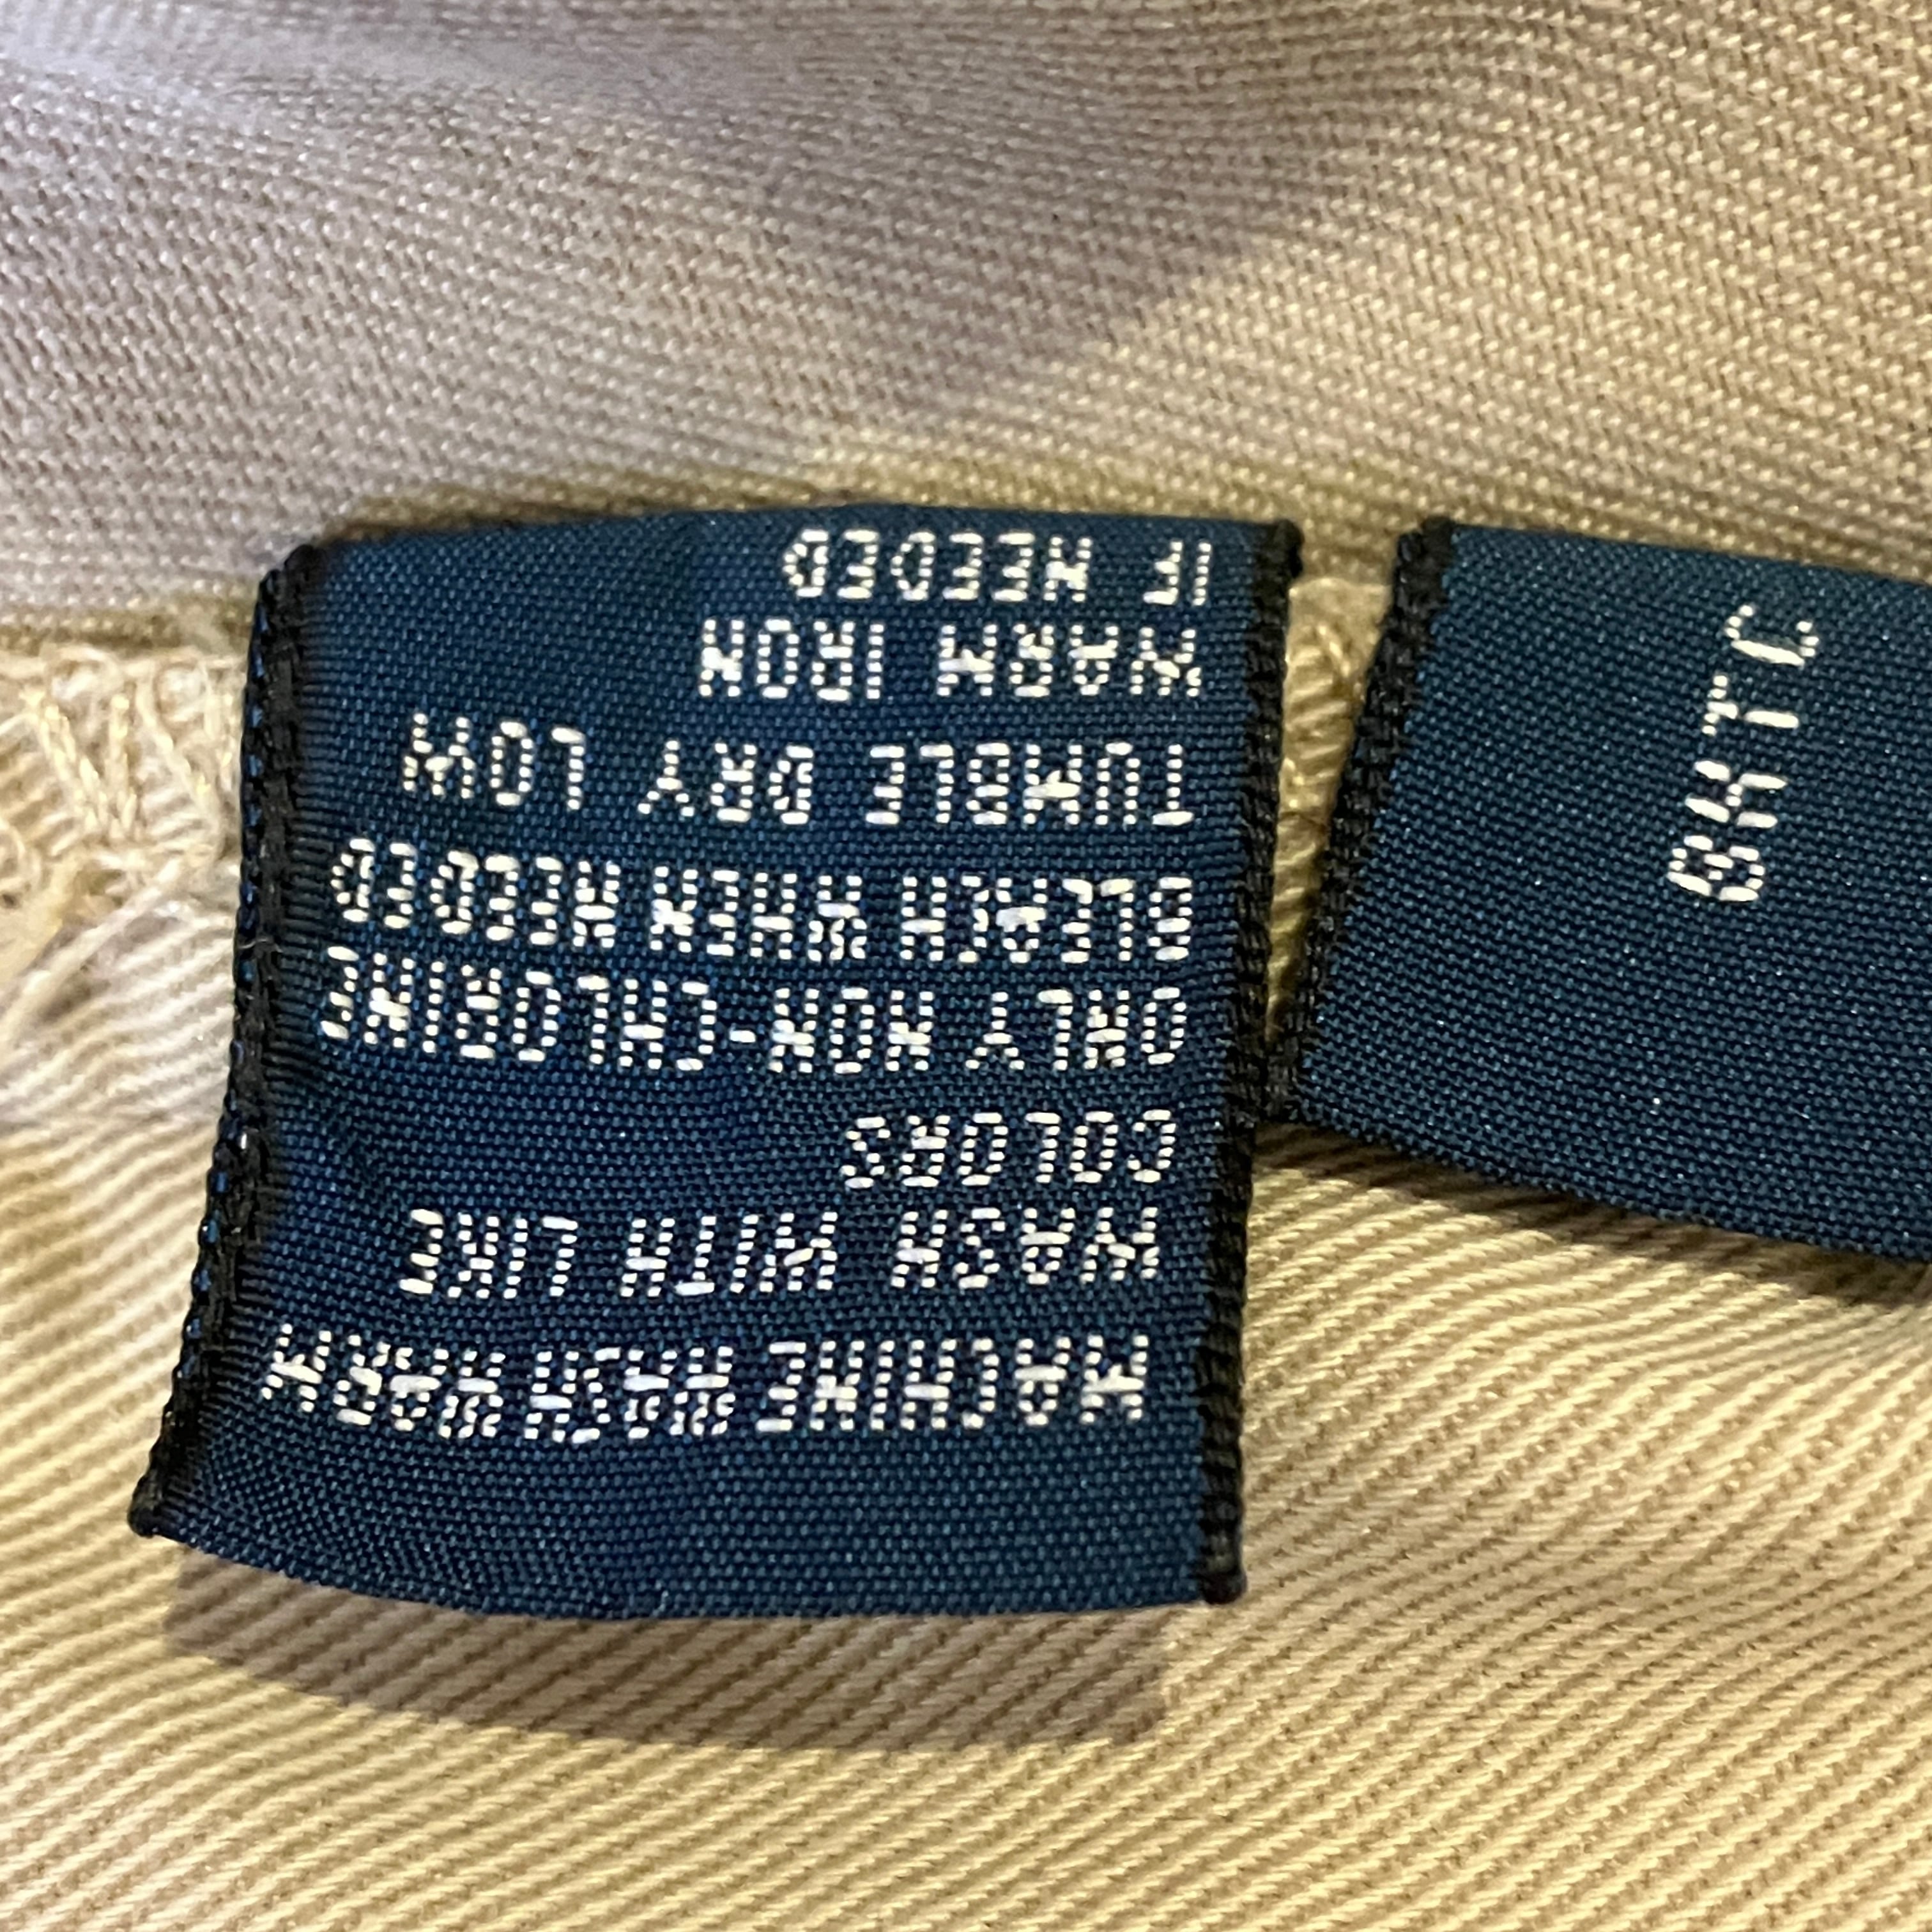 MACHINE WASH WARM
WASH WITH LIKE
COLORS
ONLY NON-CHLORINE
BLEACH WHEN NEEDED
TUMBLE DRY LOW
WARM IRON
IF NEEDED
BKTC